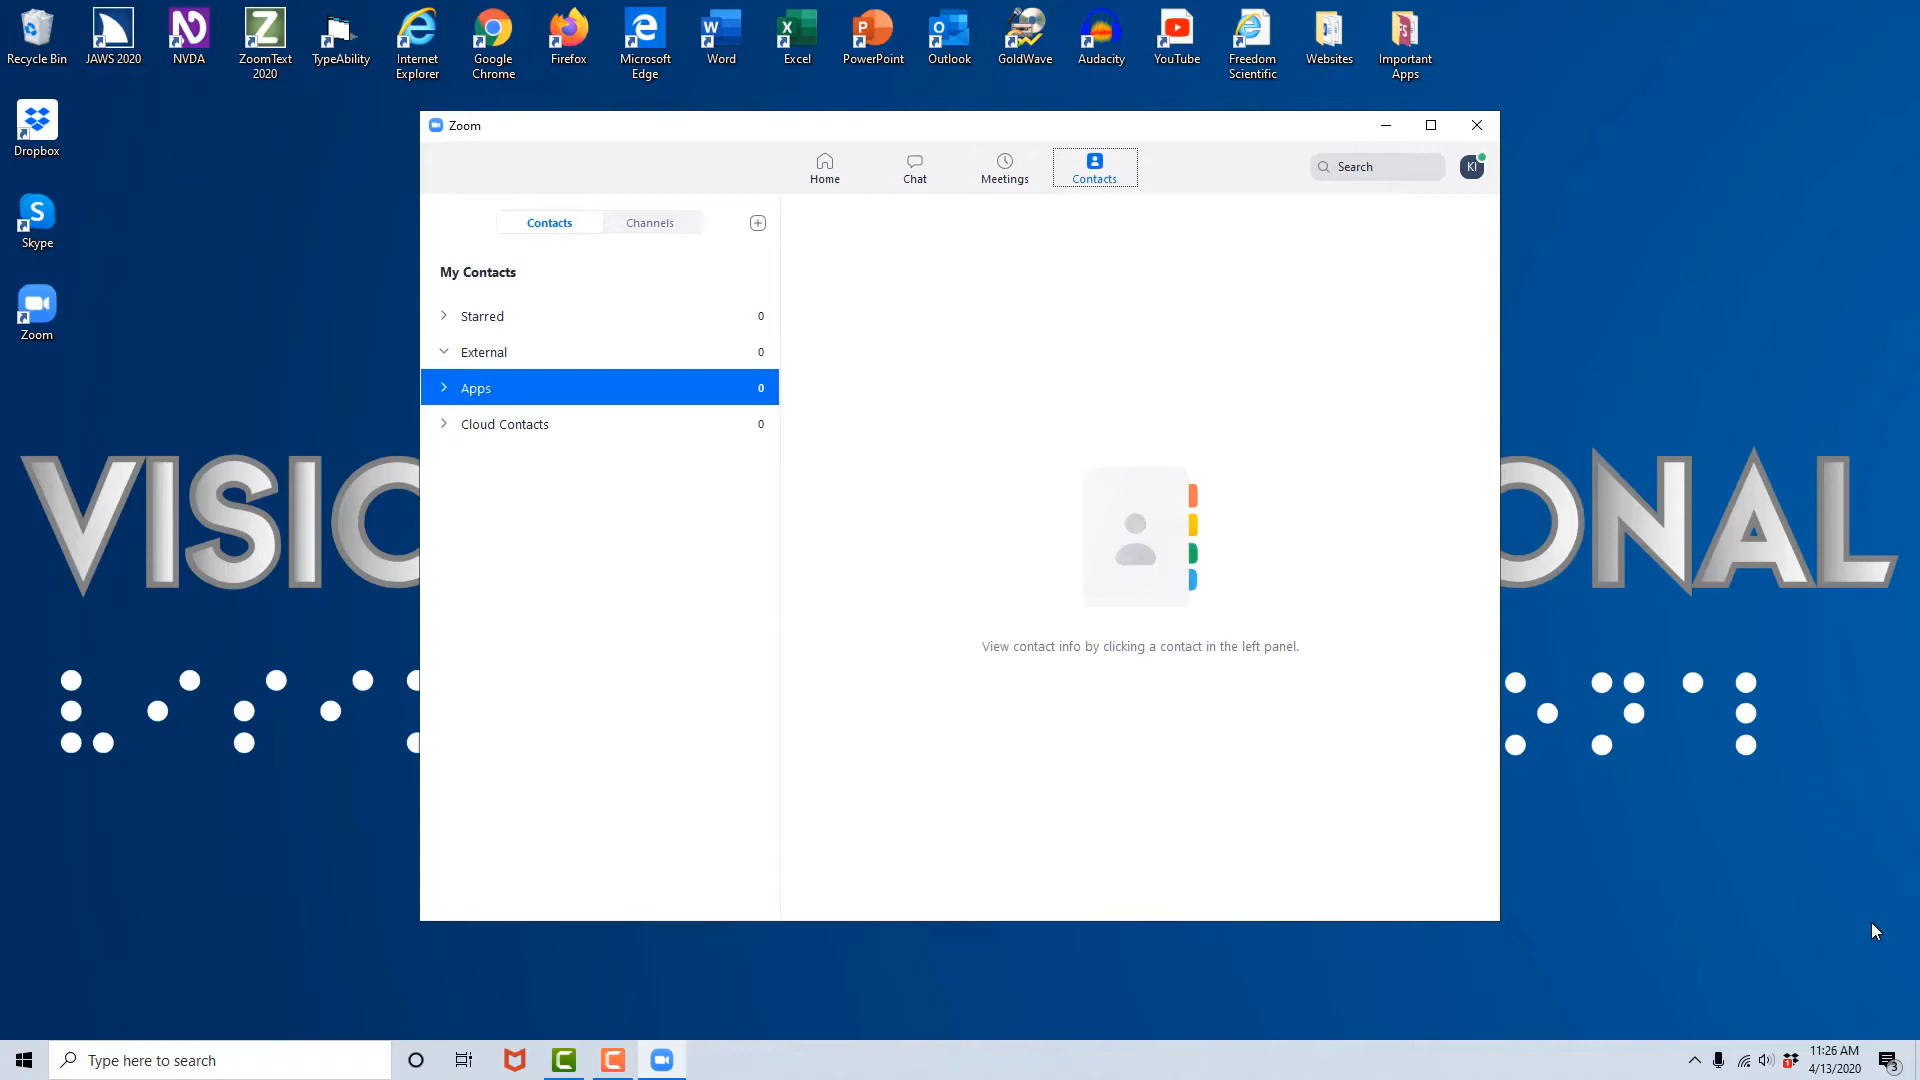 Recycle Bin
JAWS 2020
NVDA
ZoomText
2020
TypeAbility
Internet
Explorer
Google
Chrome
Firefox
Microsoft
Edge
Word
Excel
PowerPoint
Outlook
GoldWave
Audacity
YouTube
Freedom
Scientific
Websites
Important
Apps
Dropbox
Skype
Zoom
Zoom
Home
Chat
Meetings
Contacts
Search
KI
Contacts
Channels
My Contacts
Starred 0
External 0
Apps 0
Cloud Contacts 0
View contact info by clicking a contact in the left panel.
VISIO
ONAL
Type here to search
11:26 AM
4/13/2020
3